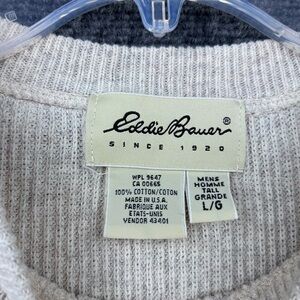 Eddie Bauer®
SINCE 1920
WPL 9647
CA 00665
100% COTTON/COTON
MADE IN U.S.A.
FABRIQUE AUX
ETATS-UNIS
VENDOR 43401
MENS
HOMME
TALL
GRANDE
L/G